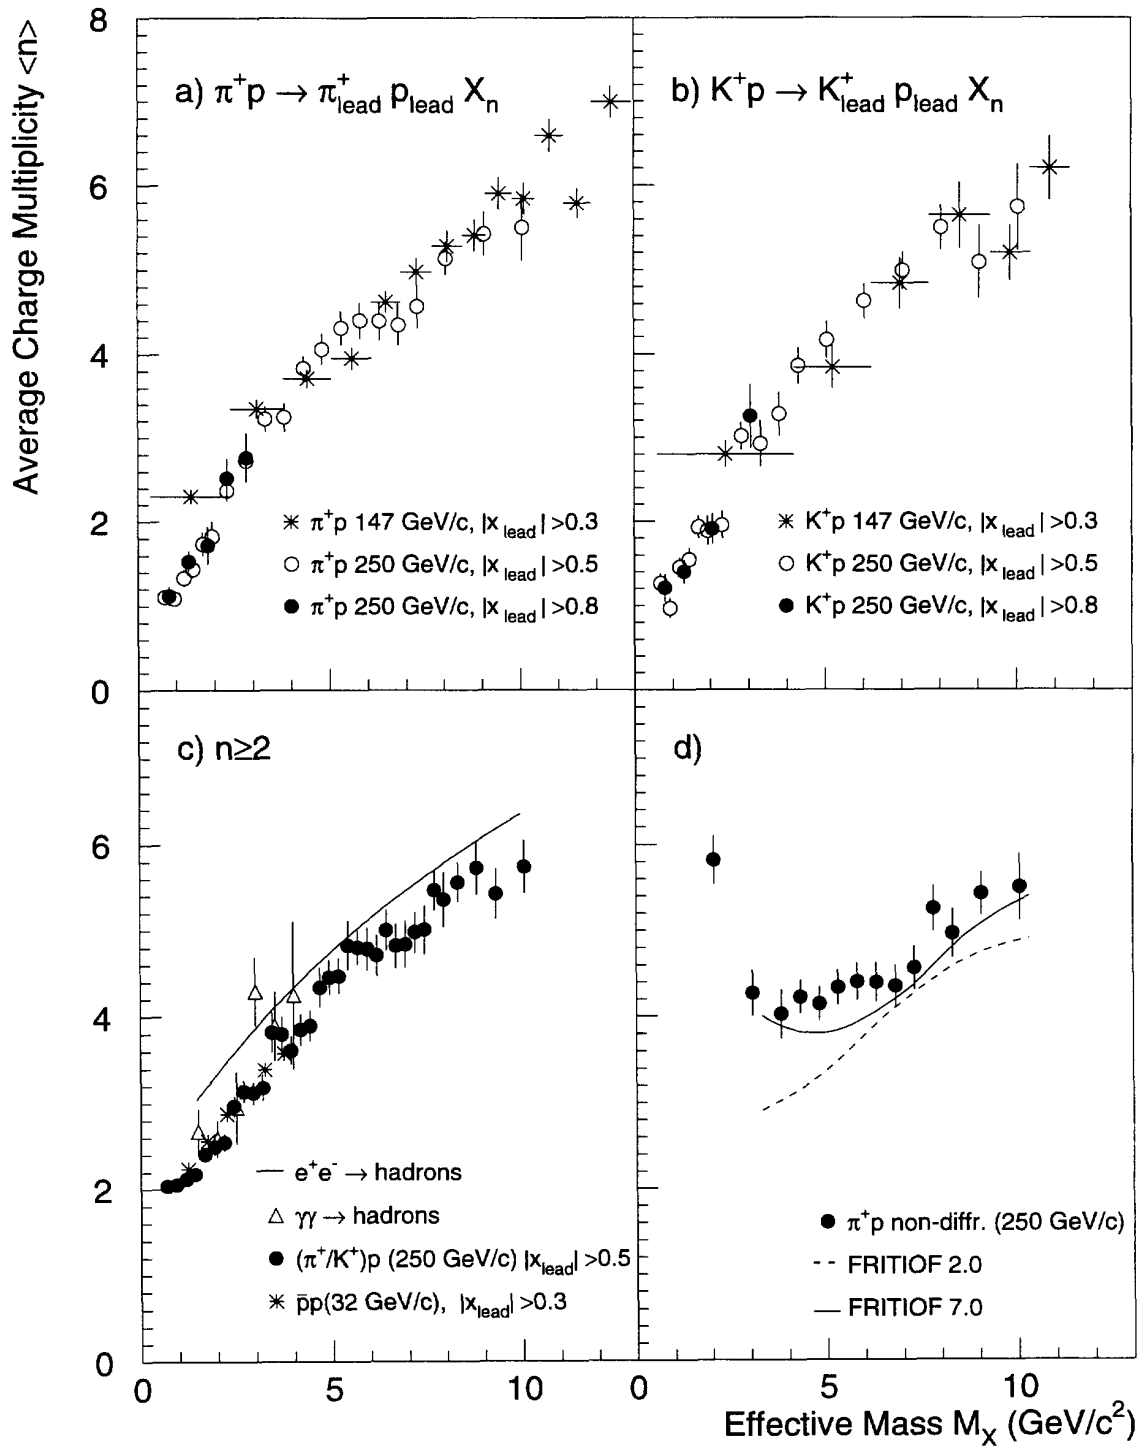 Average Charge Multiplicity <n>
8
6
4
2
0
a) π⁺p → π⁺lead plead Xn
✳ π⁺p 147 GeV/c, |xlead| >0.3
○ π⁺p 250 GeV/c, |xlead| >0.5
● π⁺p 250 GeV/c, |xlead| >0.8
b) K⁺p → K⁺lead plead Xn
✳ K⁺p 147 GeV/c, |xlead| >0.3
○ K⁺p 250 GeV/c, |xlead| >0.5
● K⁺p 250 GeV/c, |xlead| >0.8
6
4
2
0
c) n≥2
— e⁺e⁻ → hadrons
△ γγ → hadrons
● (π⁺/K⁺)p (250 GeV/c) |xlead| >0.5
✳ p̄p(32 GeV/c), |xlead| >0.3
d)
● π⁺p non-diffr. (250 GeV/c)
-- FRITIOF 2.0
— FRITIOF 7.0
0 5 10 0 5 10
Effective Mass MX (GeV/c²)